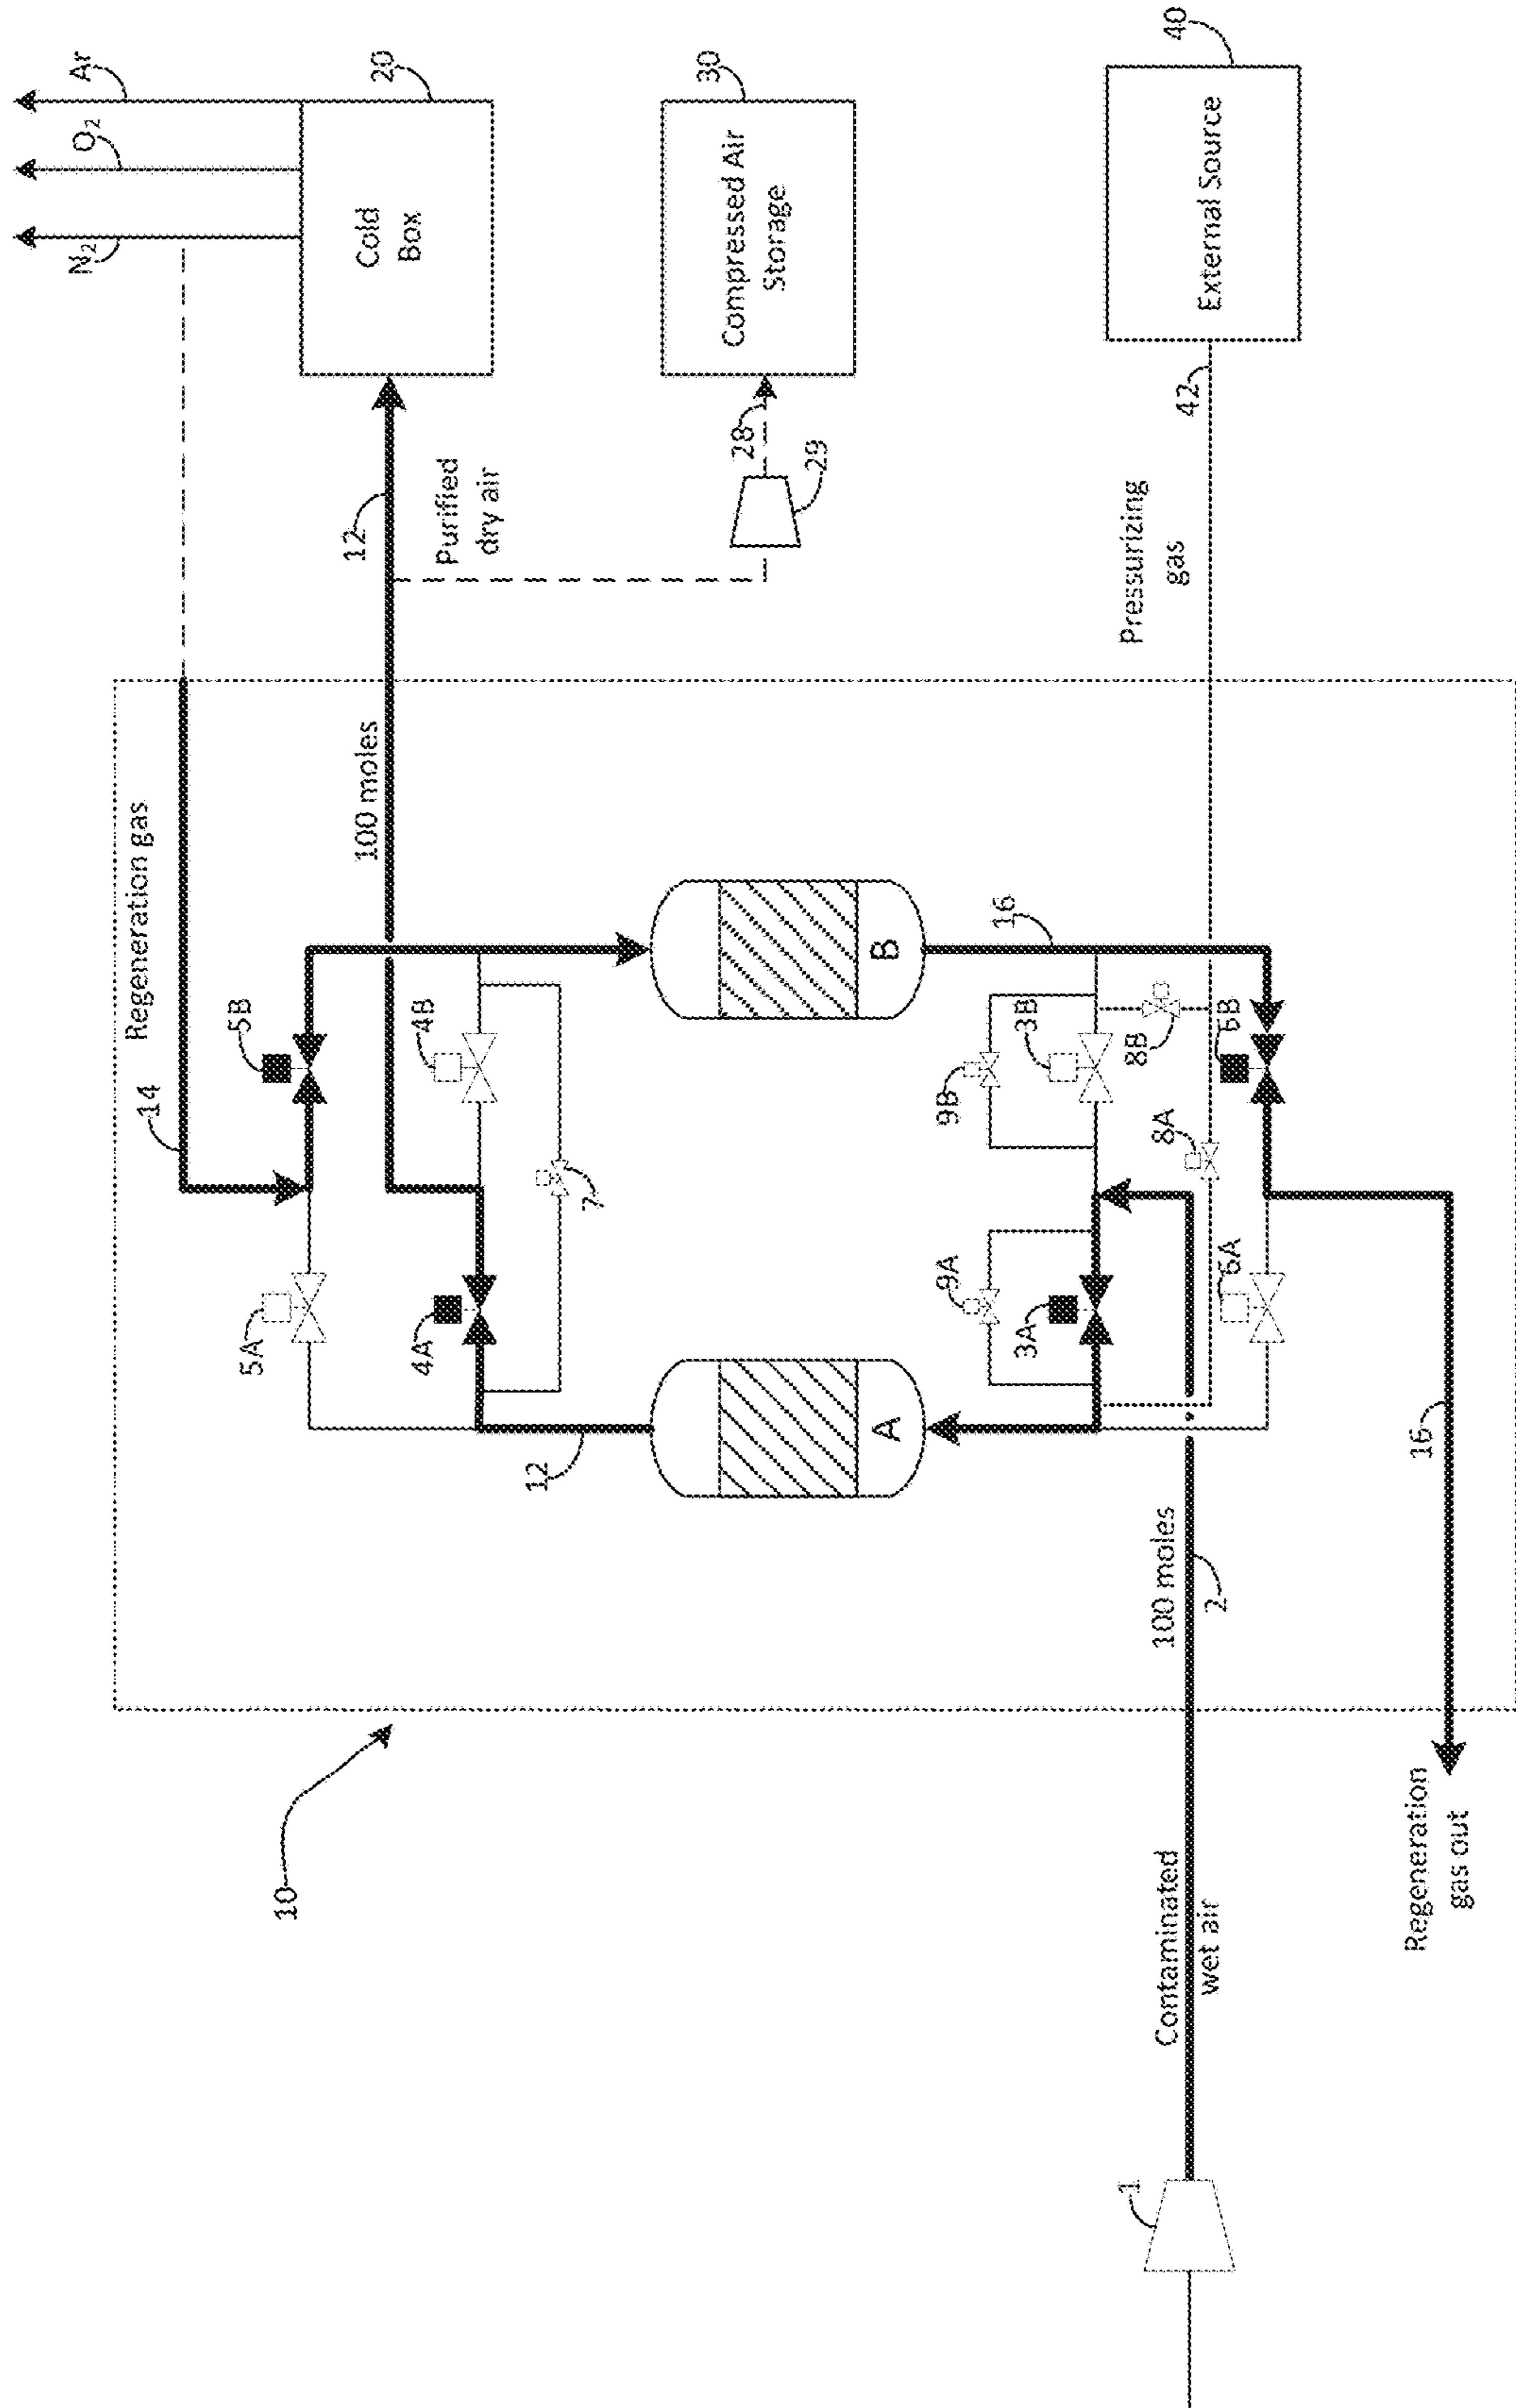 10
Regeneration gas
14
5A
5B
4A
4B
7
12
100 moles
12
Purified
dry air
N₂
O₂
Ar
Cold
Box
20
28
29
Compressed Air
Storage
30
A
B
16
9A
9B
3A
3B
8A
8B
6A
6B
Pressurizing
gas
42
External Source
40
1
Contaminated
wet air
100 moles
2
16
Regeneration
gas out